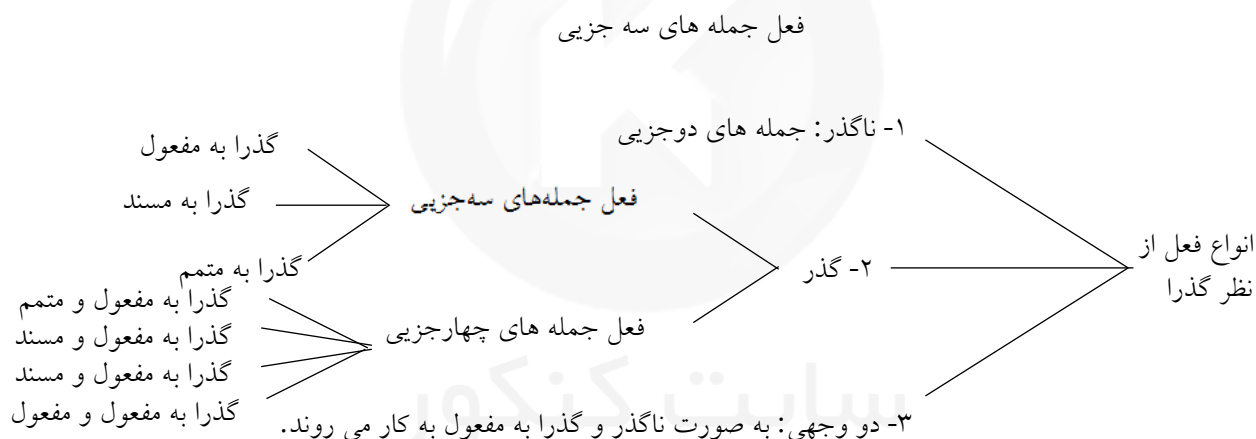 فعل جمله های سه جزیی
انواع فعل از
نظر گذرا
۱- ناگذر: جمله های دوجزیی
۲- گذر
فعل جمله‌های سه‌جزیی
گذرا به مفعول
گذرا به مسند
گذرا به متمم
فعل جمله های چهارجزیی
گذرا به مفعول و متمم
گذرا به مفعول و مسند
گذرا به مفعول و مسند
گذرا به مفعول و مفعول
۳- دو وجهی: به صورت ناگذر و گذرا به مفعول به کار می روند.
سایت کنکور